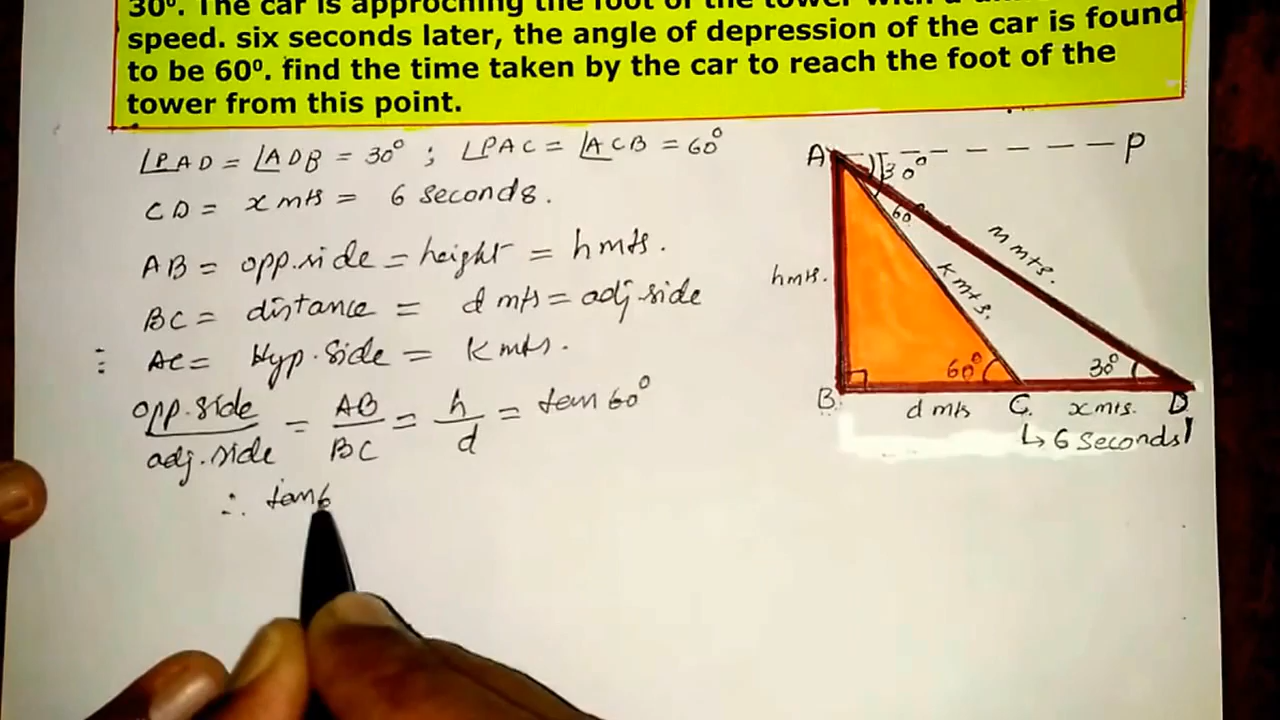 30⁰. The car is approching the foot of the tower with a
speed. six seconds later, the angle of depression of the car is found
to be 60⁰. find the time taken by the car to reach the foot of the
tower from this point.
∠PAD = ∠ADB = 30° ; ∠PAC = ∠ACB = 60°
CD = x mts = 6 seconds.
AB = opp.side = height = h mts.
BC = distance = d mts = adj.side
∴ AC = Hyp.side = K mts.
opp.side / adj.side = AB / BC = h / d = tan 60°
∴ tan 6
A P
30°
60°
M mts.
K mts.
h mts.
60° 30°
B d mts C. x mts. D
↳ 6 Seconds